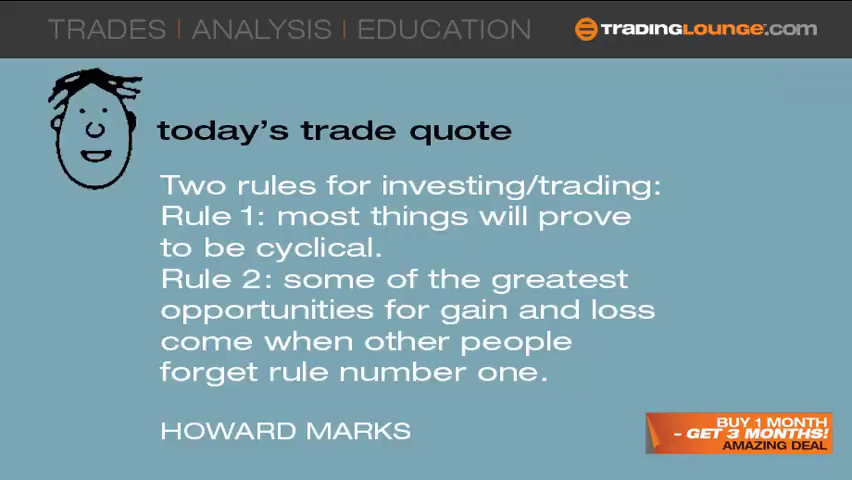 TRADES | ANALYSIS | EDUCATION
TRADINGLOUNGE.com
today's trade quote
Two rules for investing/trading:
Rule 1: most things will prove
to be cyclical.
Rule 2: some of the greatest
opportunities for gain and loss
come when other people
forget rule number one.
HOWARD MARKS
BUY 1 MONTH
- GET 3 MONTHS!
AMAZING DEAL